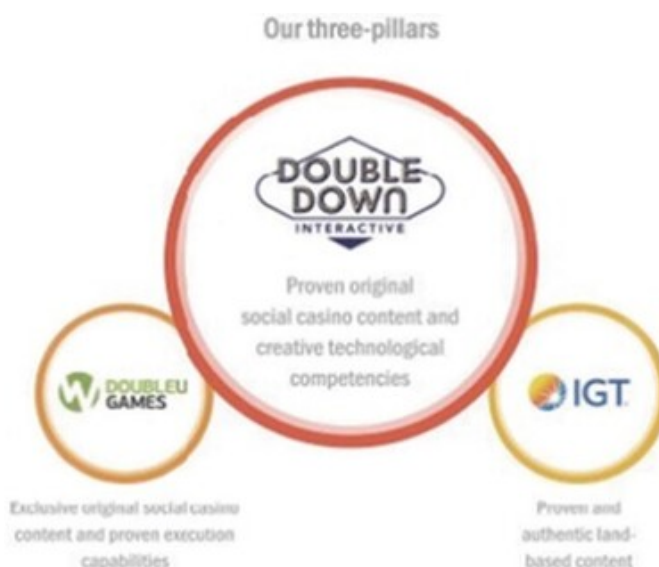 Our three-pillars
DOUBLE
DOWN
INTERACTIVE
Proven original
social casino content and
creative technological
competencies
W DOUBLEU
GAMES
IGT
Exclusive original social casino
content and proven execution
capabilities
Proven and
authentic land-
based content